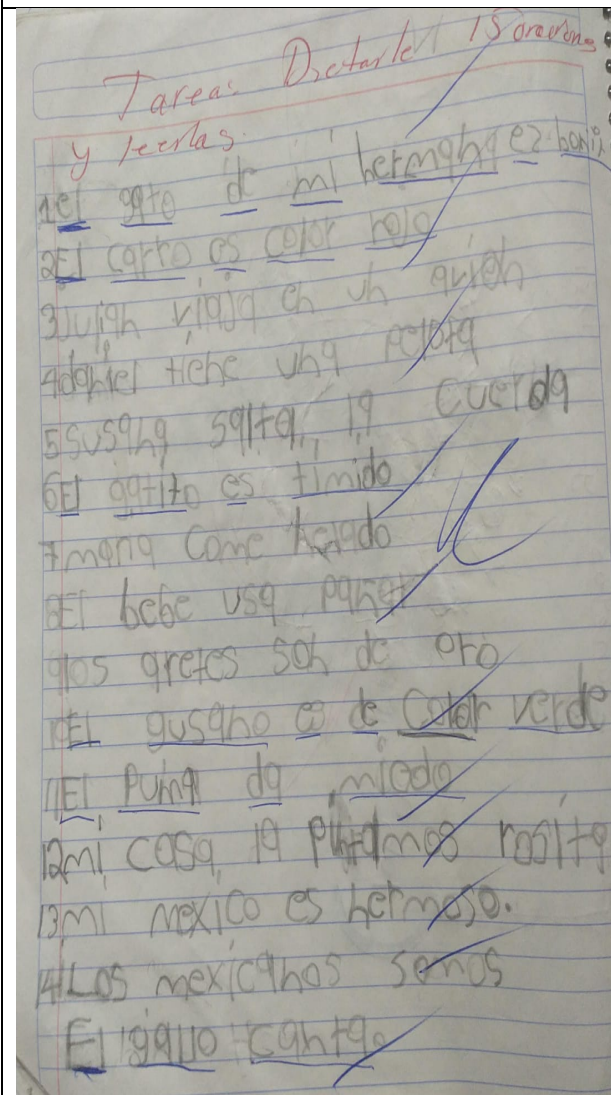 Tarea: Dictarle 15 oraciones
y leerlas.
1El gato de mi hermana ez boni
2El carro es color rojo
3Julian viaja en un avion
4daniel tiene una pelota
5Susana salta la cuerda
6El gatito es timido
7maria come helado
8El bebe usa pañal
9los aretes son de oro
10EL gusano es de color verde
11El Puma da miedo
12mi casa la pintamos rosita
13mi mexico es hermoso.
14Los mexicanos somos
El gallo canta.